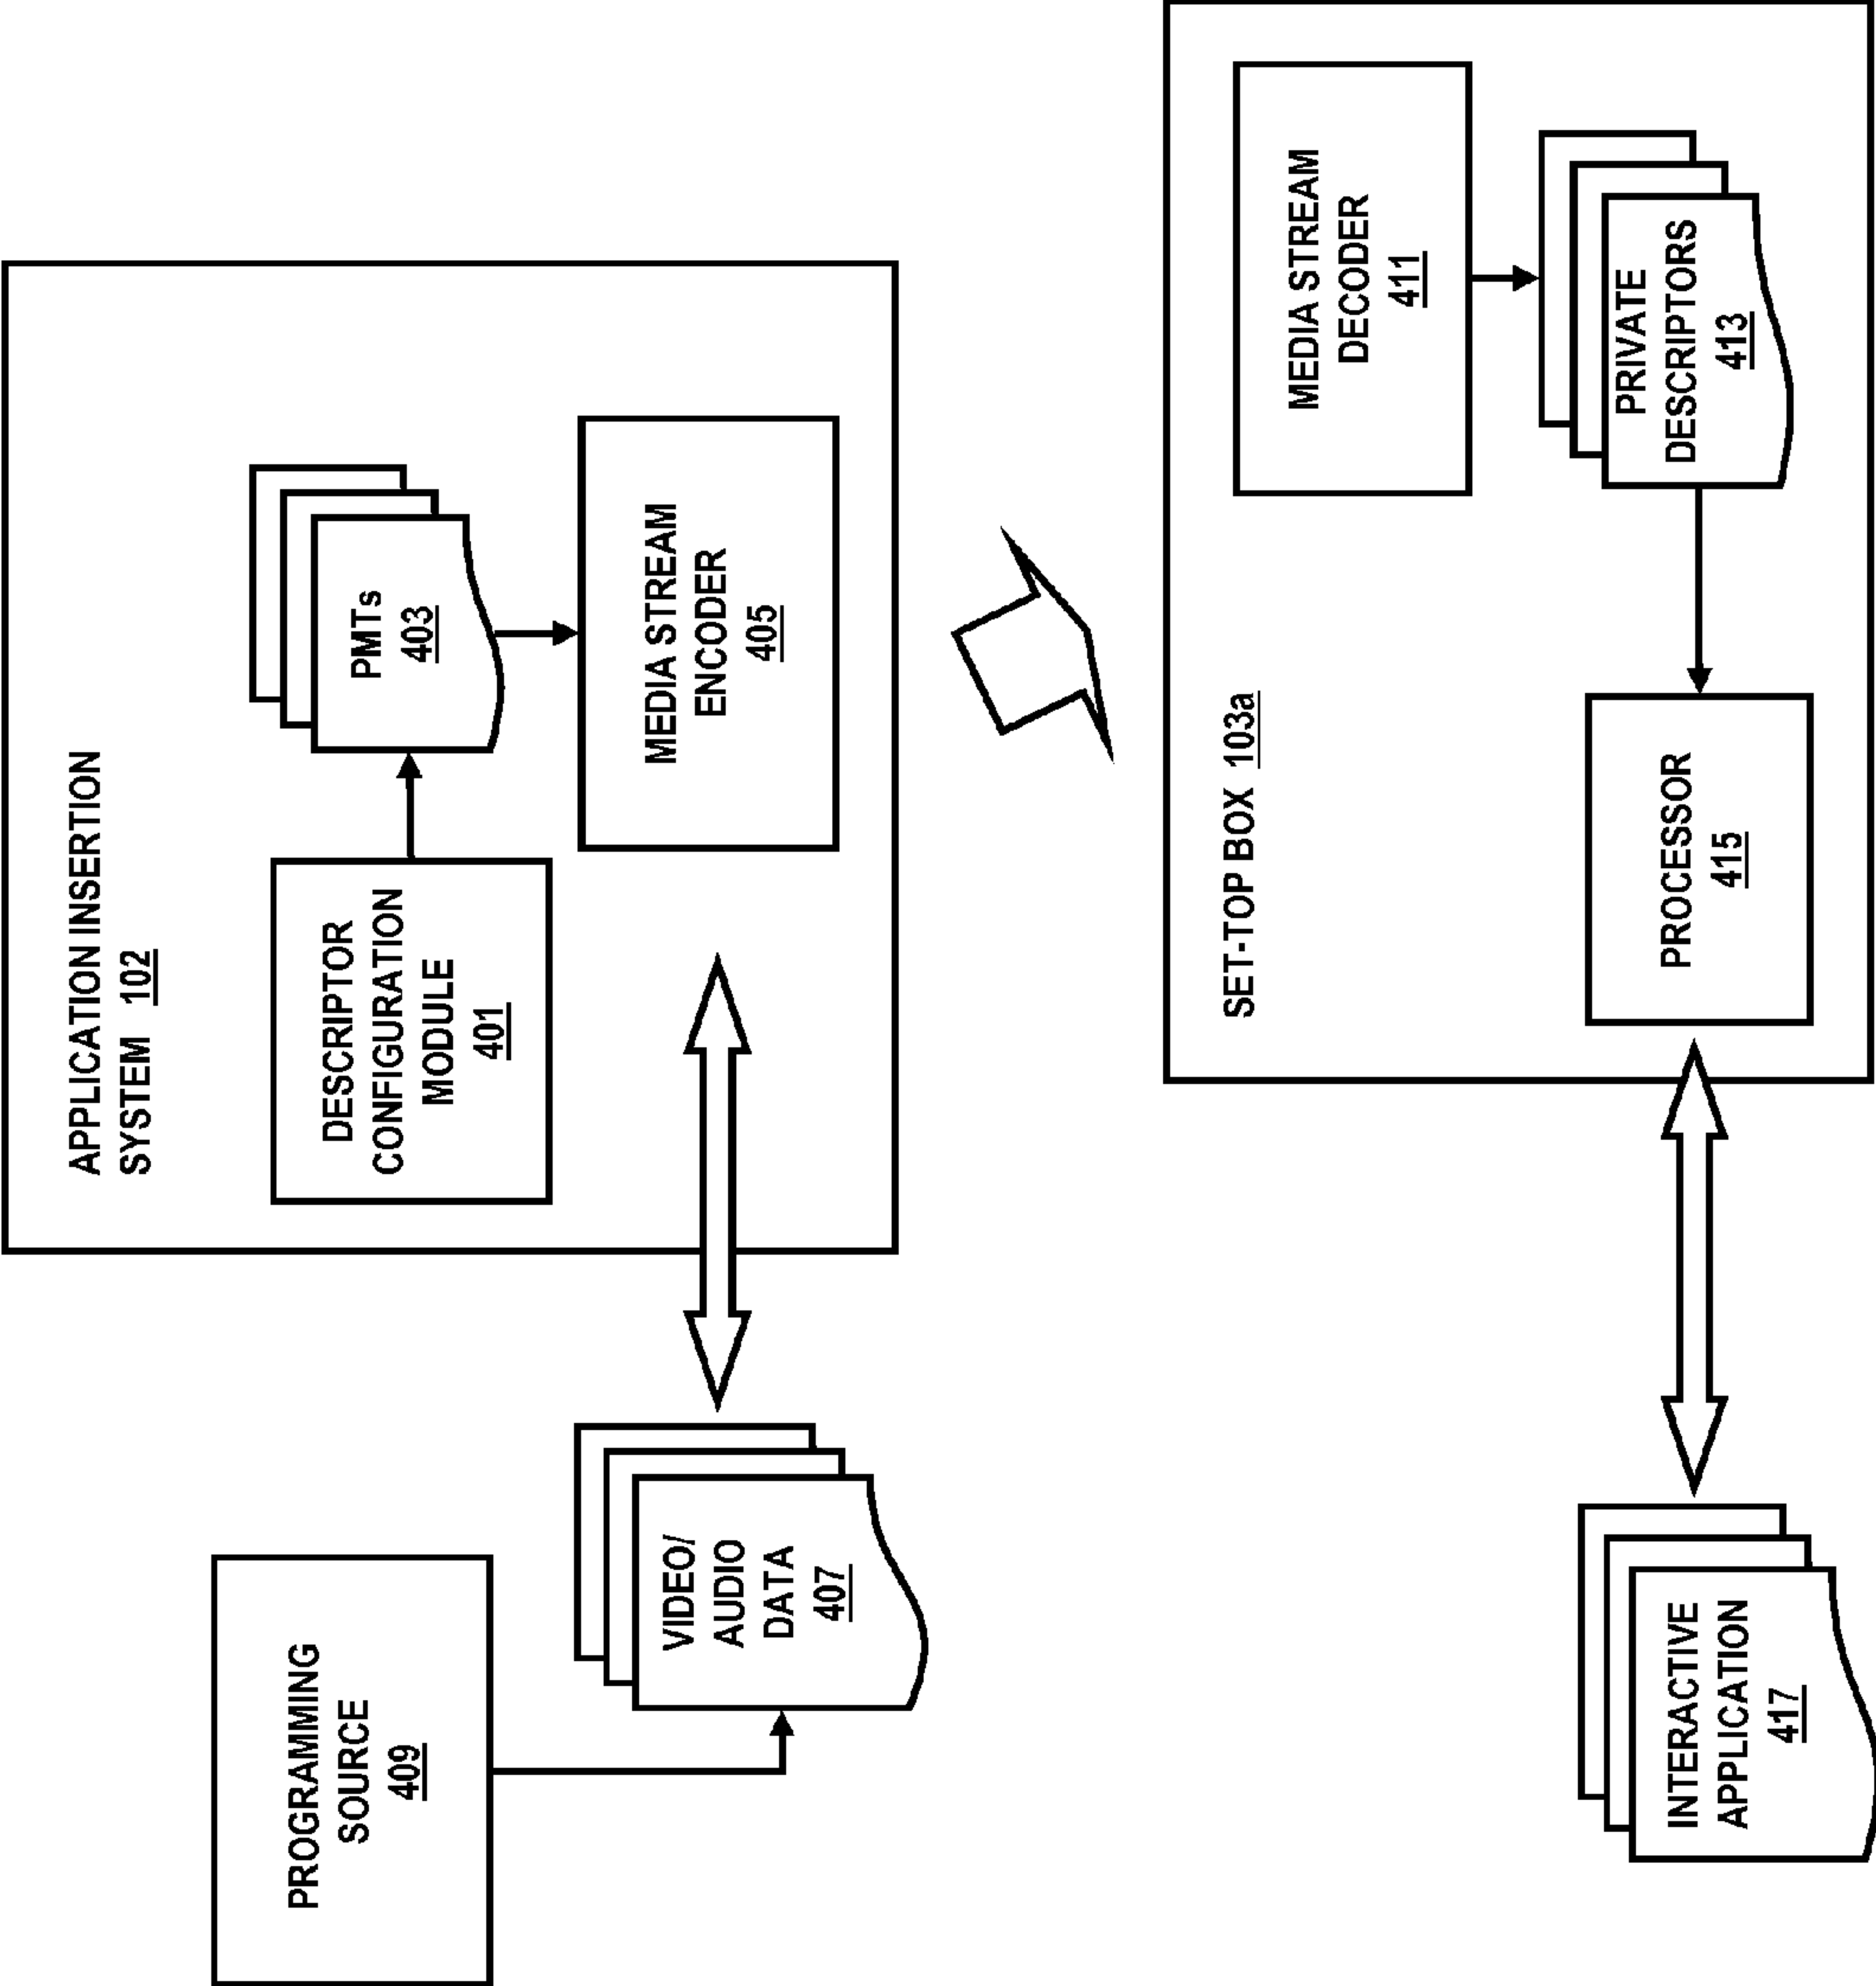 APPLICATION INSERTION
SYSTEM 102
DESCRIPTOR
CONFIGURATION
MODULE
401
PMTs
403
MEDIA STREAM
ENCODER
405
PROGRAMMING
SOURCE
409
VIDEO/
AUDIO
DATA
407
SET-TOP BOX 103a
MEDIA STREAM
DECODER
411
PRIVATE
DESCRIPTORS
413
PROCESSOR
415
INTERACTIVE
APPLICATION
417